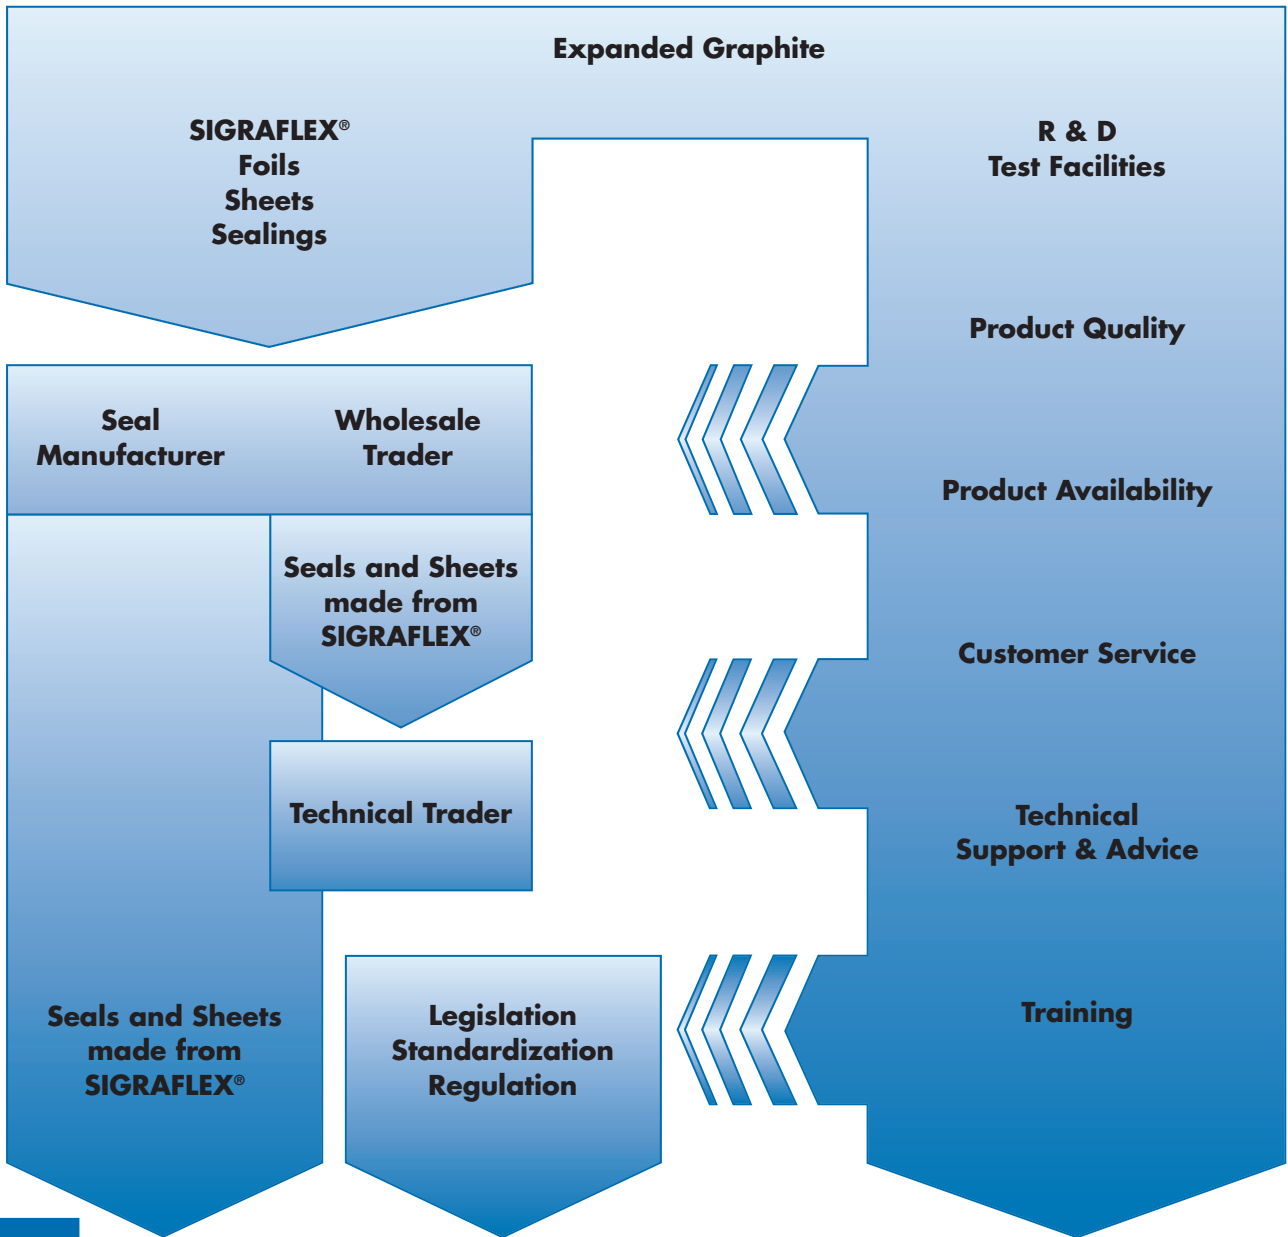 Expanded Graphite
SIGRAFLEX®
Foils
Sheets
Sealings
R & D
Test Facilities
Product Quality
Seal
Manufacturer
Wholesale
Trader
Product Availability
Seals and Sheets
made from
SIGRAFLEX®
Customer Service
Technical Trader
Technical
Support & Advice
Seals and Sheets
made from
SIGRAFLEX®
Legislation
Standardization
Regulation
Training